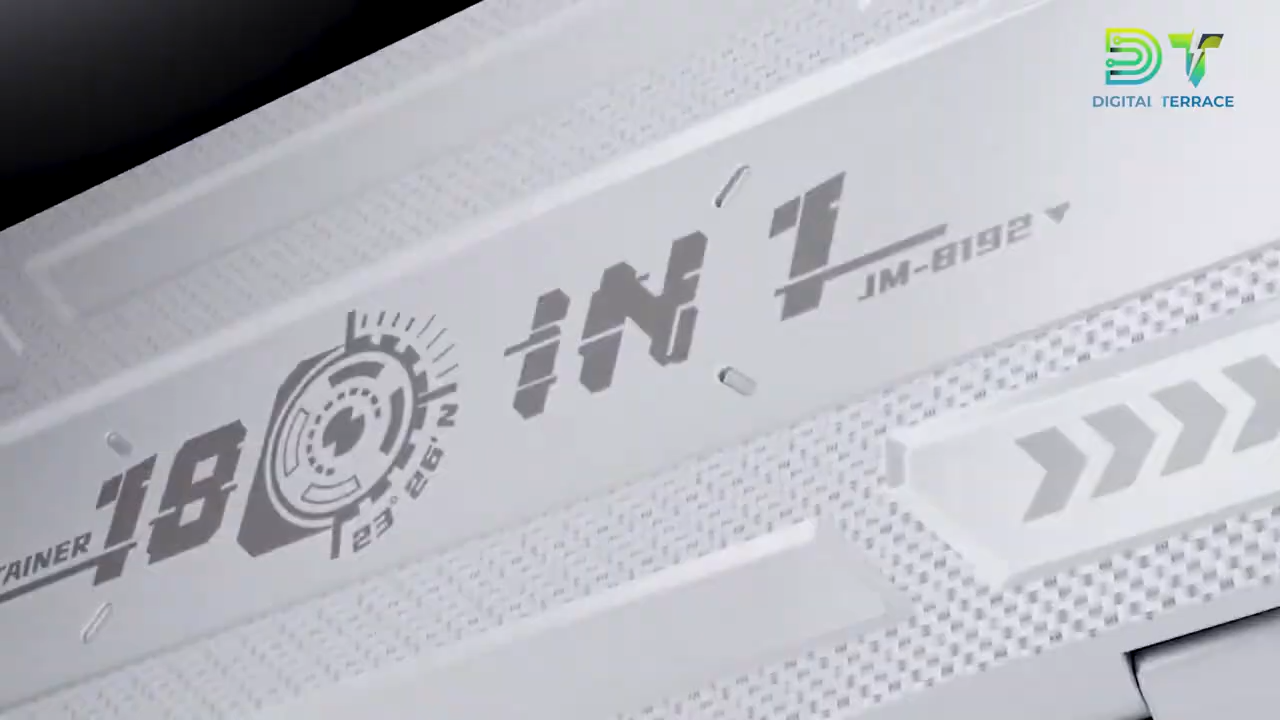 DIGITAL TERRACE
180 IN 1
JM-8192
TAINER
23° 26' N